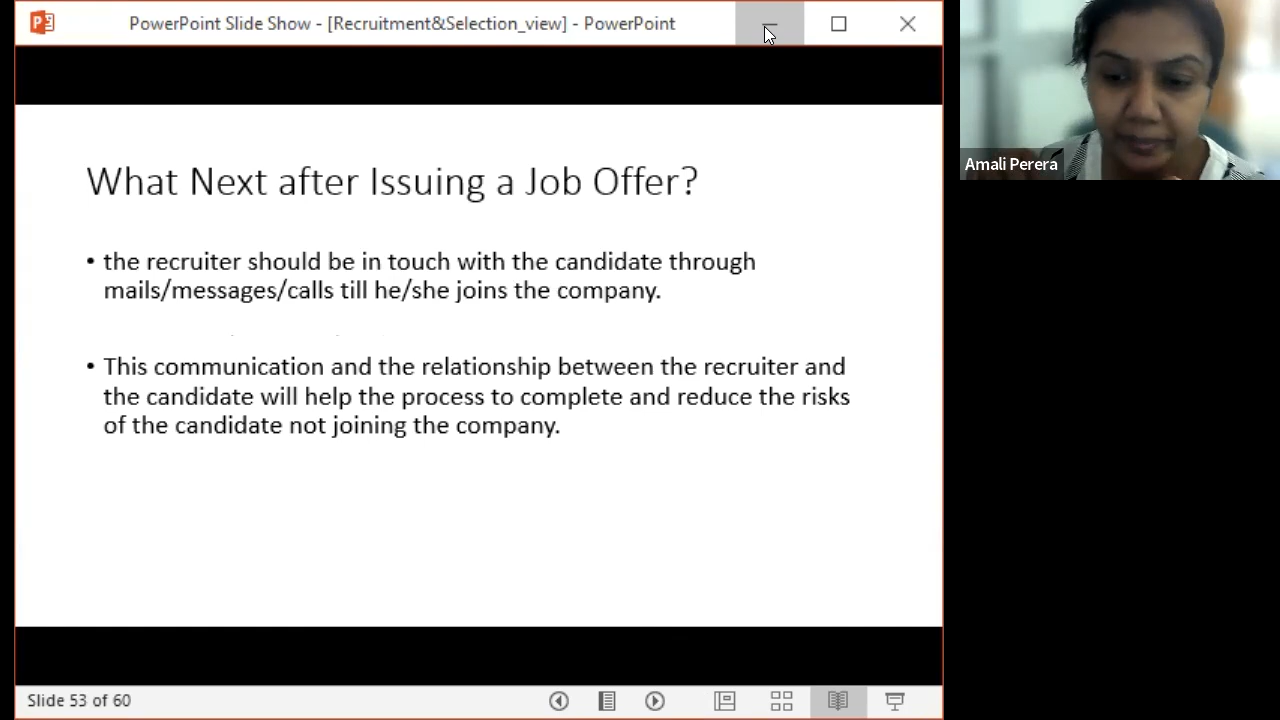 PowerPoint Slide Show - [Recruitment&Selection_view] - PowerPoint
Amali Perera
What Next after Issuing a Job Offer?
• the recruiter should be in touch with the candidate through
mails/messages/calls till he/she joins the company.
• This communication and the relationship between the recruiter and
the candidate will help the process to complete and reduce the risks
of the candidate not joining the company.
Slide 53 of 60